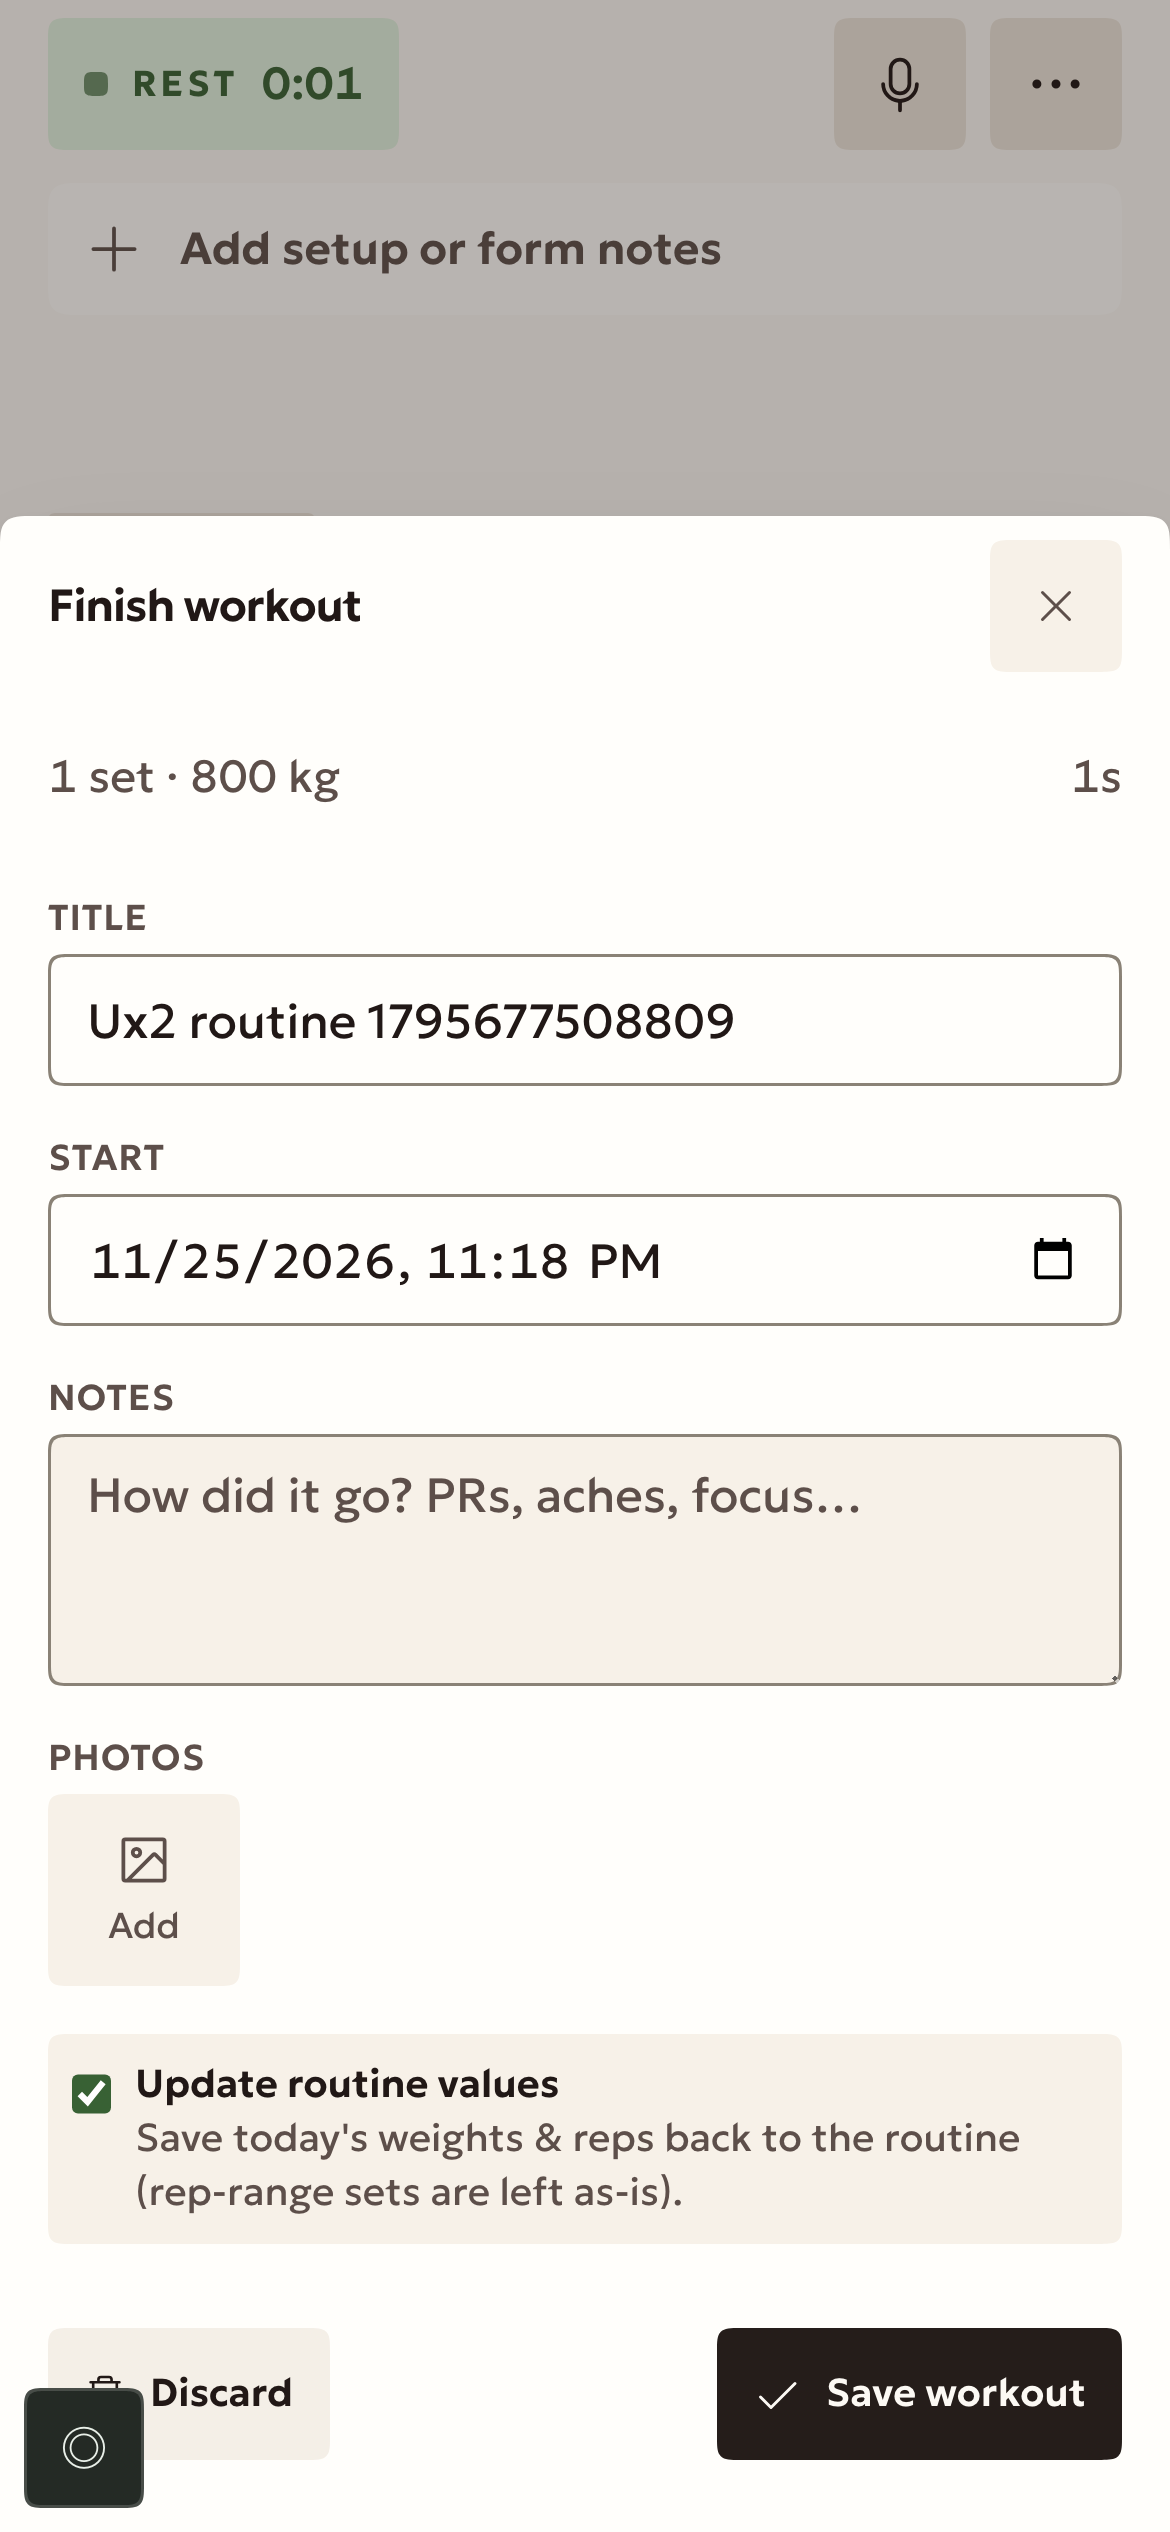 REST 0:01
Add setup or form notes
Finish workout
1 set · 800 kg 1s
TITLE
Ux2 routine 1795677508809
START
11/25/2026, 11:18 PM
NOTES
How did it go? PRs, aches, focus...
PHOTOS
Add
Update routine values
Save today's weights & reps back to the routine
(rep-range sets are left as-is).
Discard Save workout